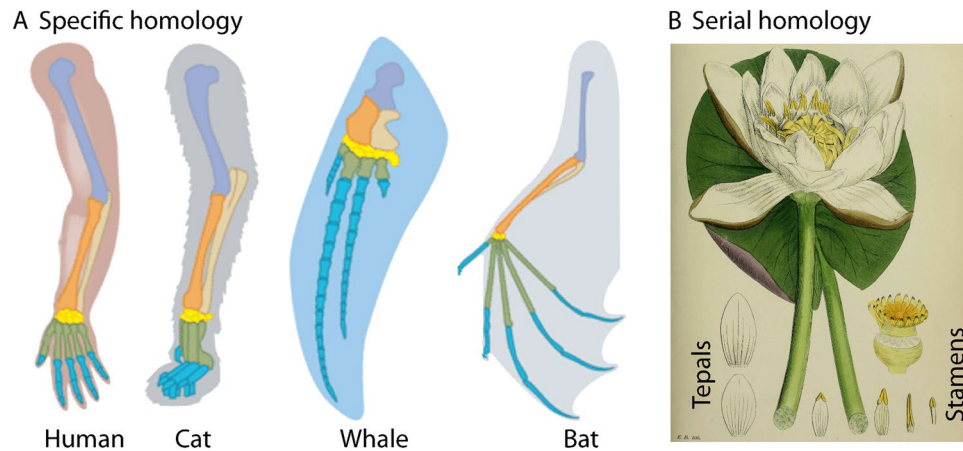 A Specific homology
B Serial homology
Human
Cat
Whale
Bat
Tepals
Stamens